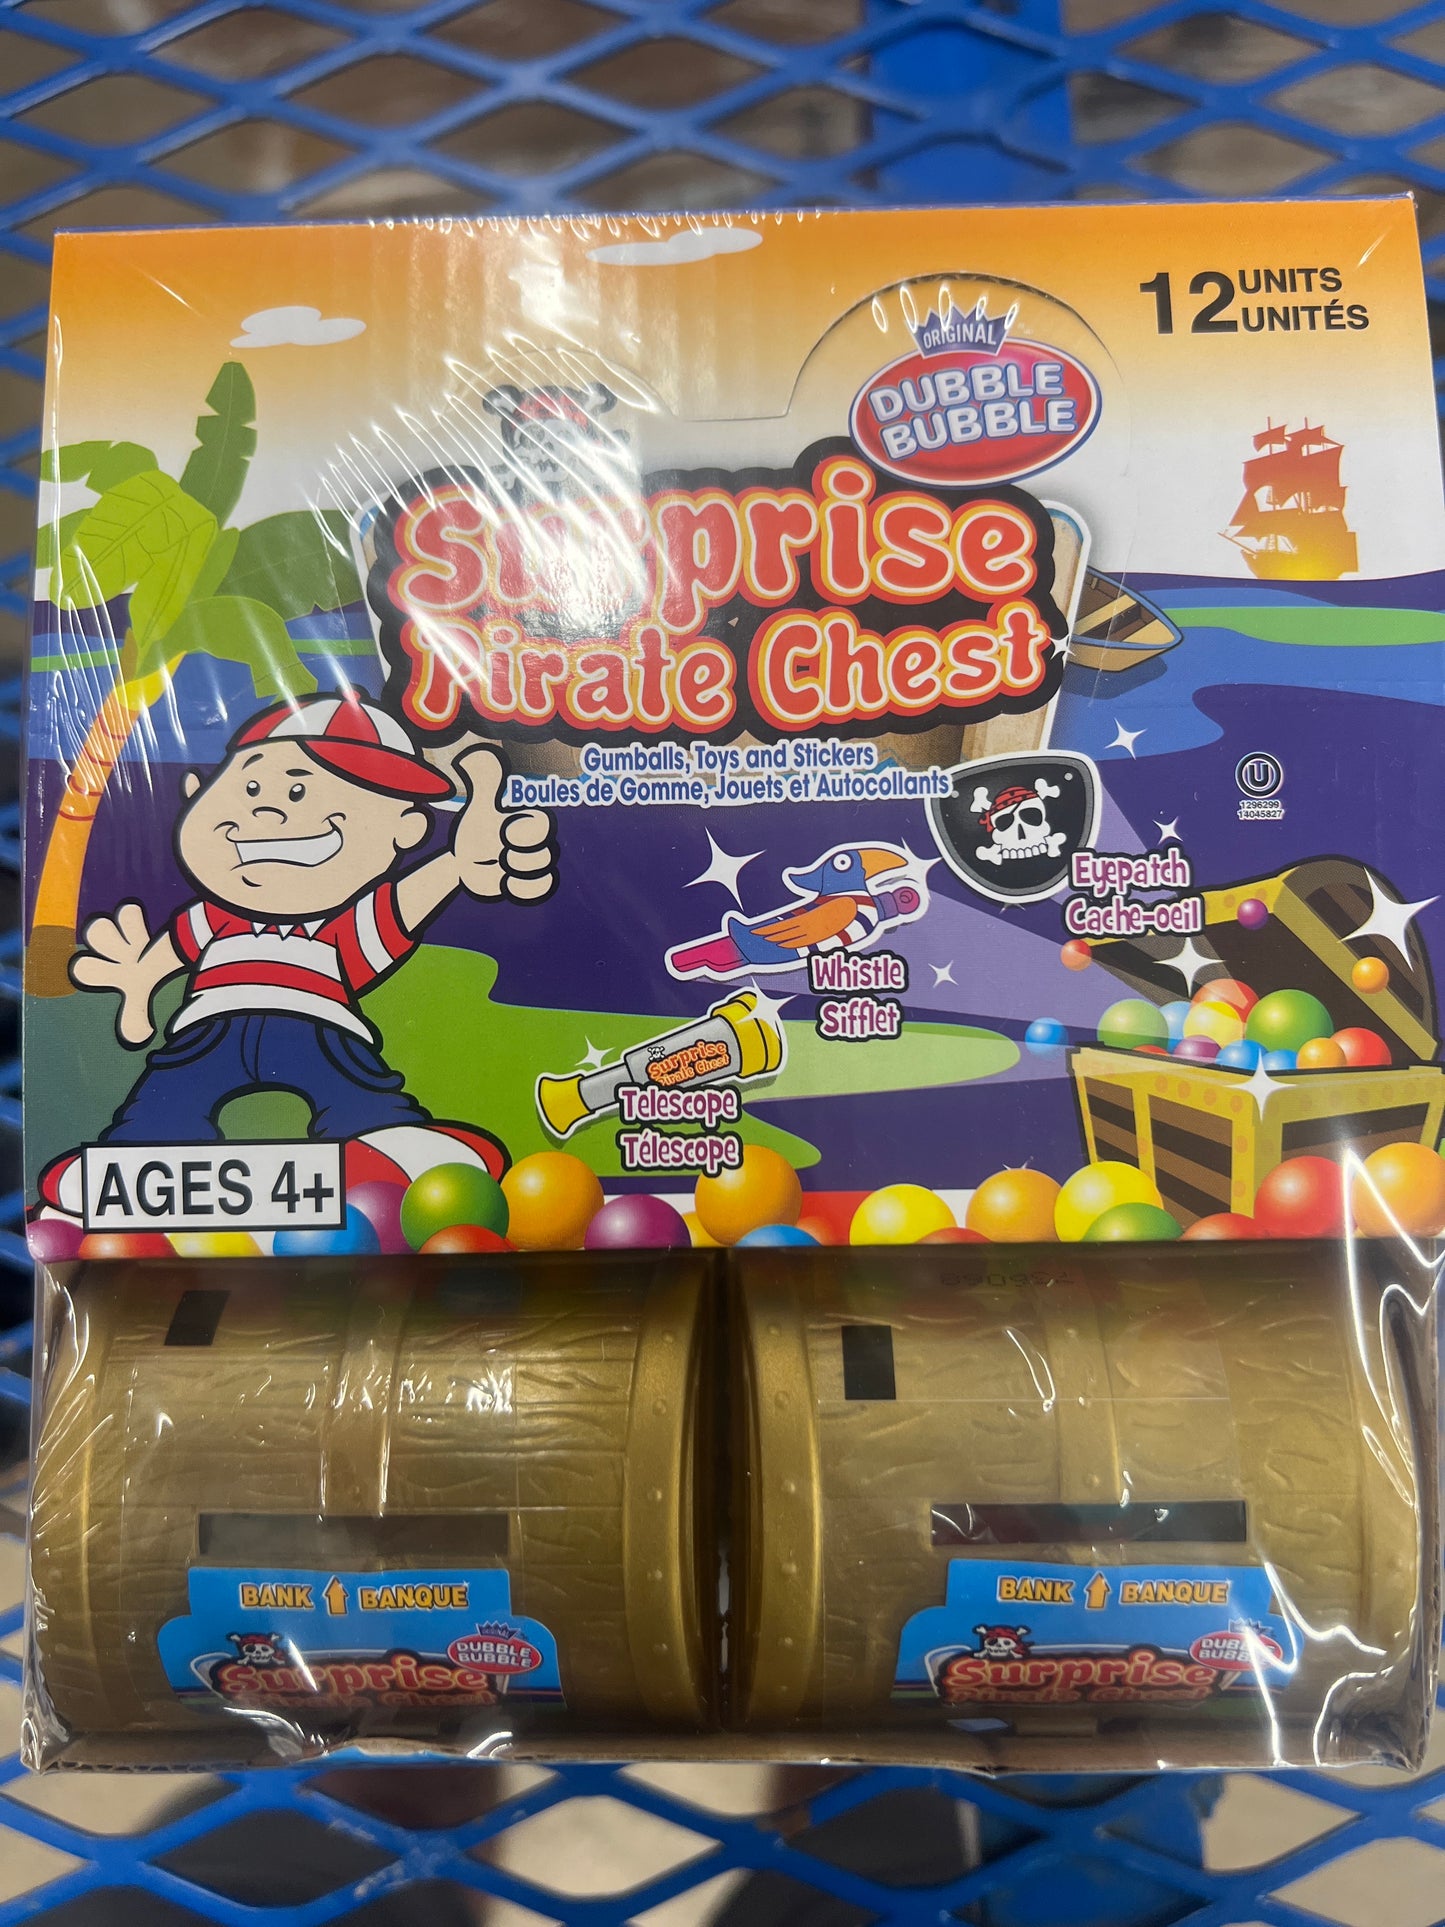 12 UNITS
UNITÉS
ORIGINAL
DUBBLE
BUBBLE
Surprise
Pirate Chest
Gumballs, Toys and Stickers
Boules de Gomme, Jouets et Autocollants
U
1296299
14045827
Eyepatch
Cache-oeil
Whistle
Sifflet
Surprise
Pirate Chest
Telescope
Télescope
AGES 4+
BANK BANQUE
DUBBLE
BUBBLE
Surprise
Pirate Chest
BANK BANQUE
DUBBLE
BUBBLE
Surprise
Pirate Chest